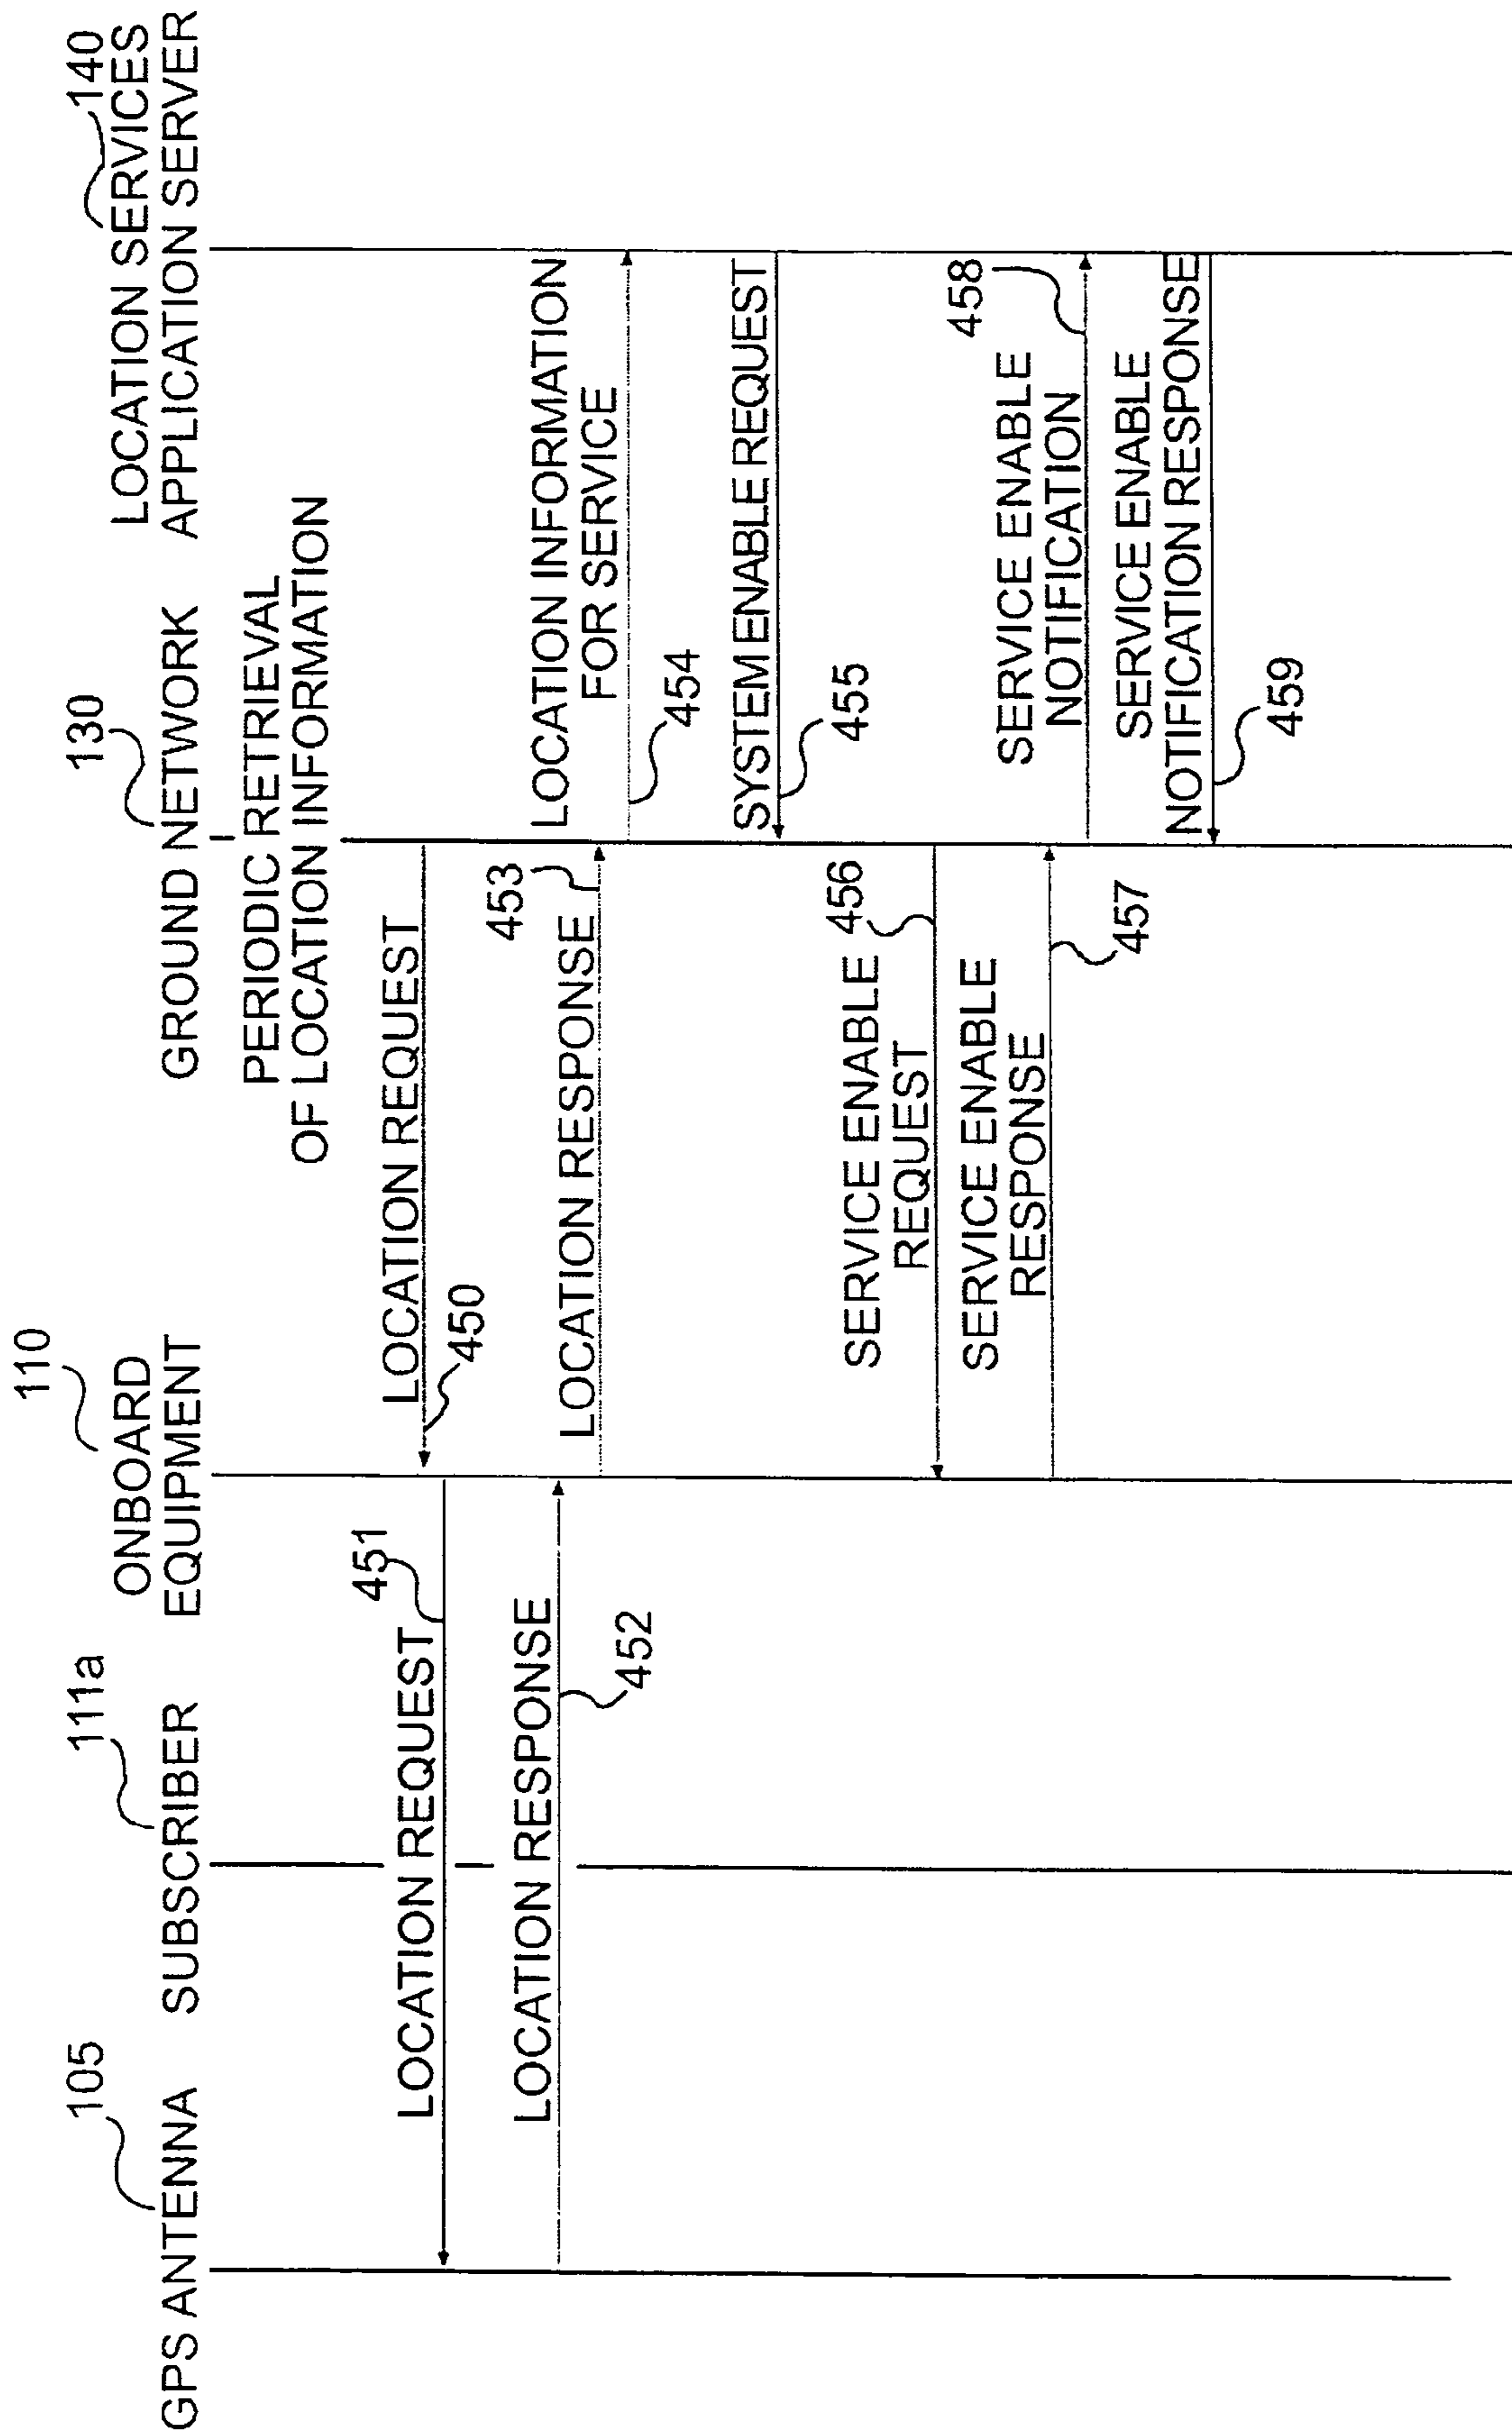 105
GPS ANTENNA
111a
SUBSCRIBER
110
ONBOARD
EQUIPMENT
130
GROUND NETWORK
140
LOCATION SERVICES
APPLICATION SERVER
PERIODIC RETRIEVAL
OF LOCATION INFORMATION
LOCATION REQUEST
450
LOCATION REQUEST
451
LOCATION RESPONSE
452
LOCATION RESPONSE
453
LOCATION INFORMATION
FOR SERVICE
454
SYSTEM ENABLE REQUEST
455
SERVICE ENABLE
REQUEST
456
SERVICE ENABLE
RESPONSE
457
SERVICE ENABLE
NOTIFICATION
458
SERVICE ENABLE
NOTIFICATION RESPONSE
459